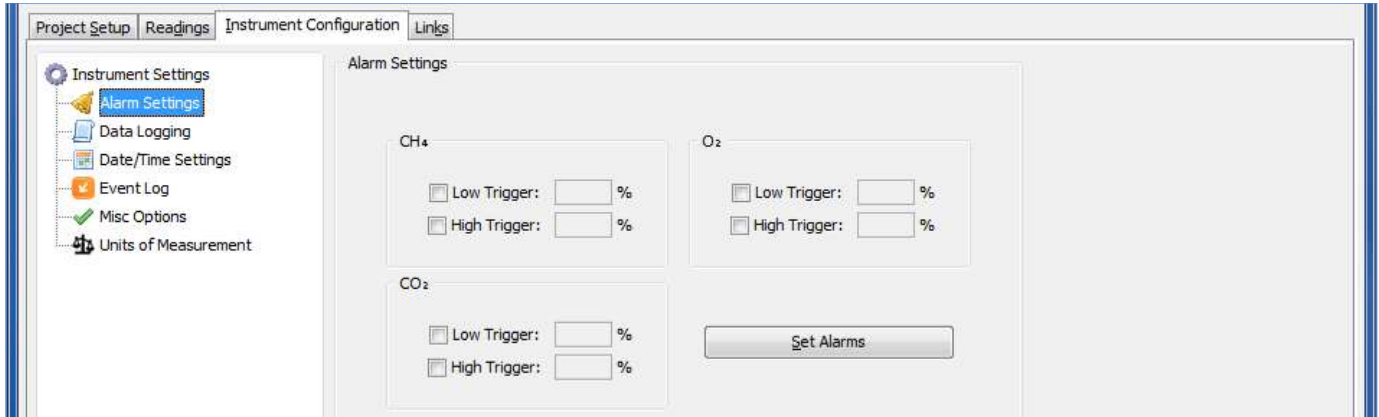 Project Setup
Readings
Instrument Configuration
Links
Instrument Settings
Alarm Settings
Data Logging
Date/Time Settings
Event Log
Misc Options
Units of Measurement
Alarm Settings
CH₄
Low Trigger: %
High Trigger: %
O₂
Low Trigger: %
High Trigger: %
CO₂
Low Trigger: %
High Trigger: %
Set Alarms